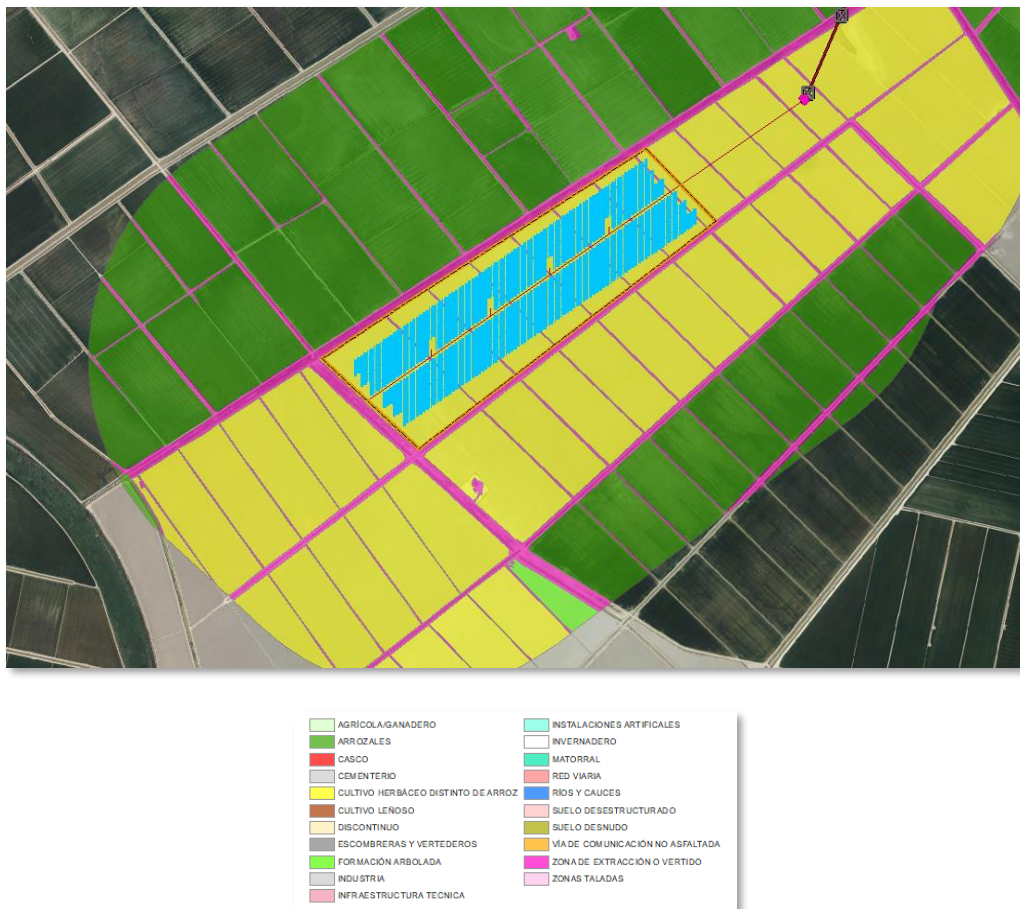 AGRÍCOLA/GANADERO
ARROZALES
CASCO
CEMENTERIO
CULTIVO HERBÁCEO DISTINTO DE ARROZ
CULTIVO LEÑOSO
DISCONTINUO
ESCOMBRERAS Y VERTEDEROS
FORMACIÓN ARBOLADA
INDUSTRIA
INFRAESTRUCTURA TECNICA
INSTALACIONES ARTIFICALES
INVERNADERO
MATORRAL
RED VIARIA
RÍOS Y CAUCES
SUELO DESESTRUCTURADO
SUELO DESNUDO
VÍA DE COMUNICACIÓN NO ASFALTADA
ZONA DE EXTRACCIÓN O VERTIDO
ZONAS TALADAS